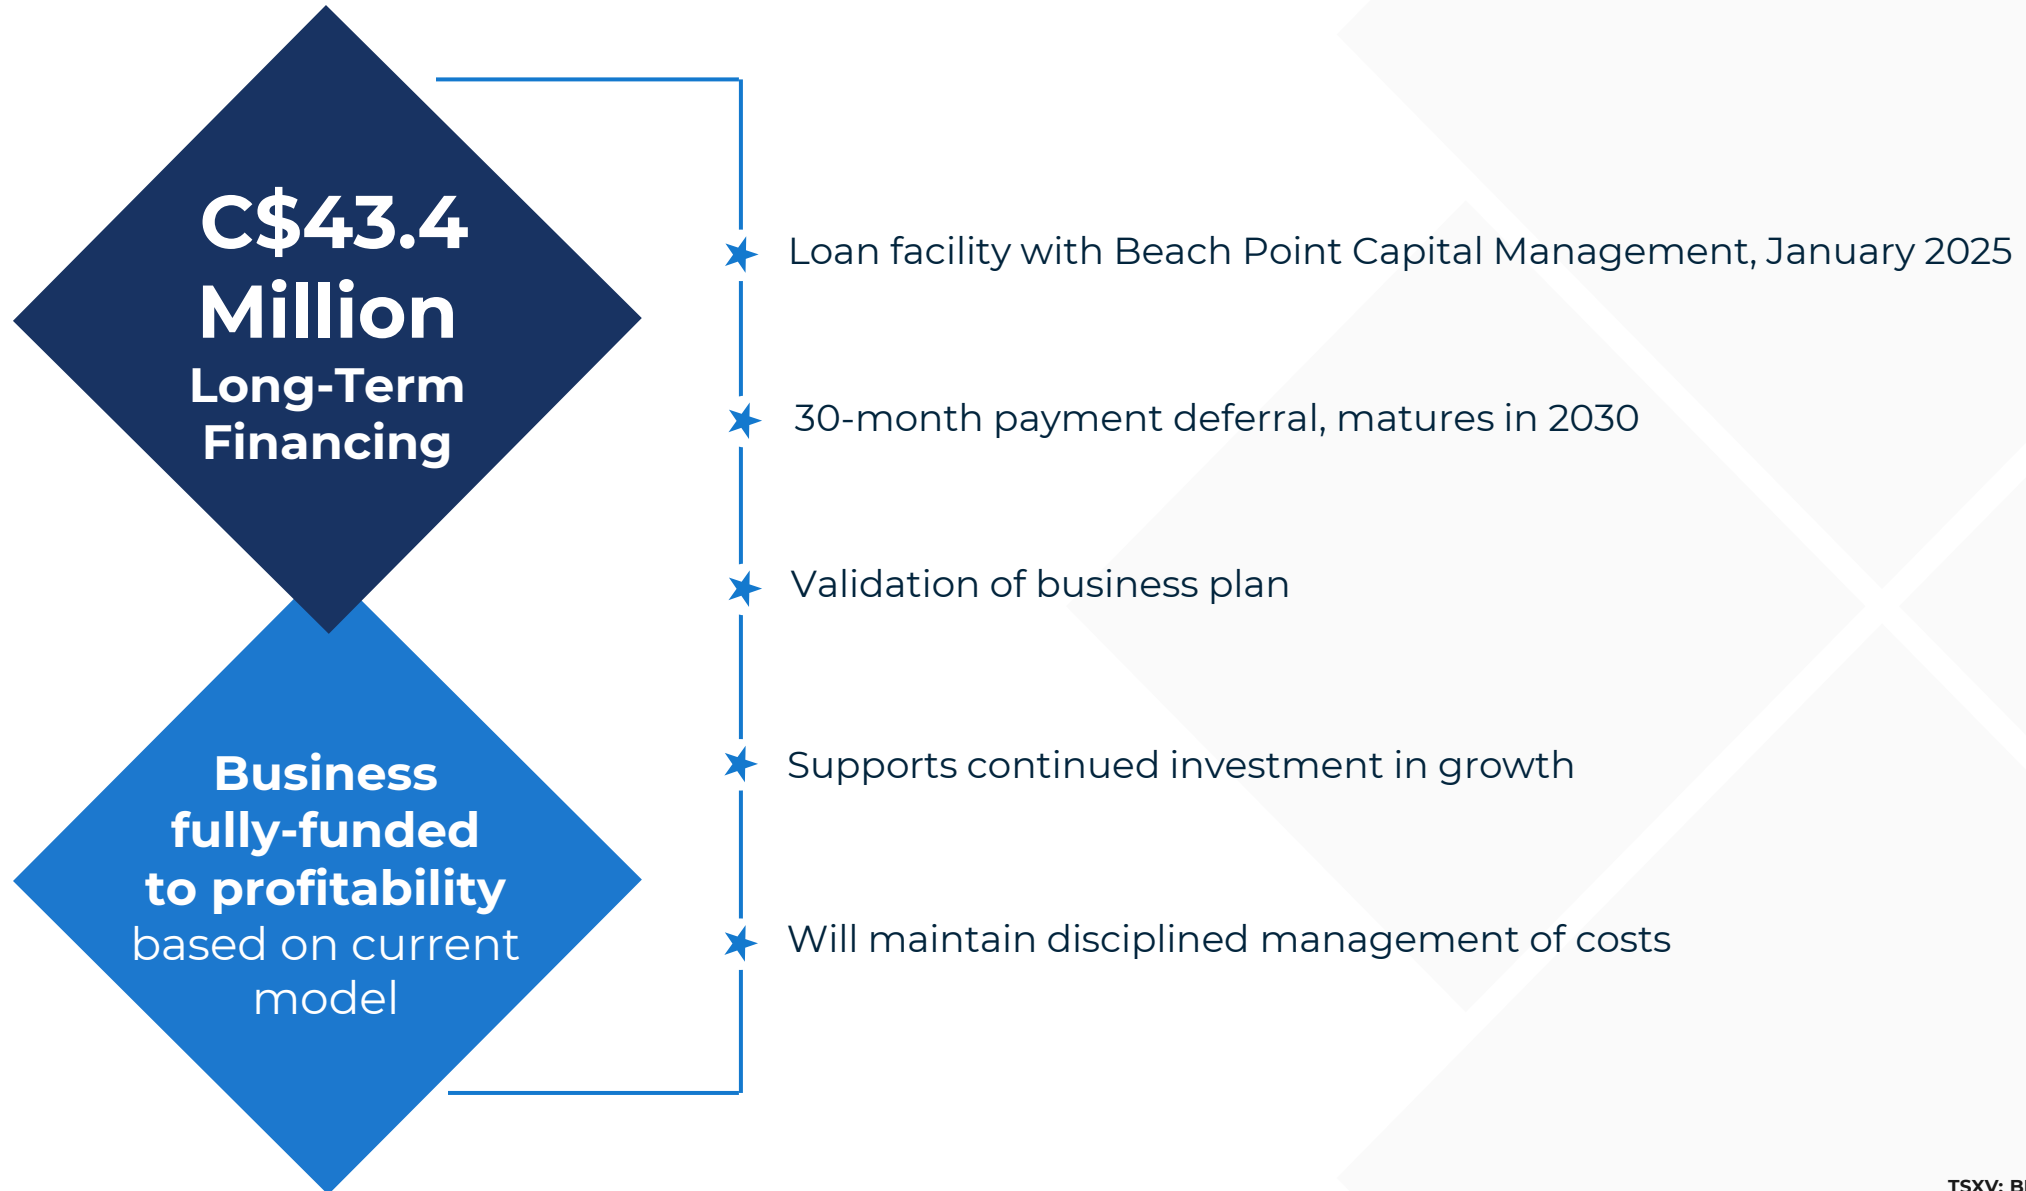 C$43.4
Million
Long-Term
Financing
Business
fully-funded
to profitability
based on current
model
Loan facility with Beach Point Capital Management, January 2025
30-month payment deferral, matures in 2030
Validation of business plan
Supports continued investment in growth
Will maintain disciplined management of costs
TSXV: